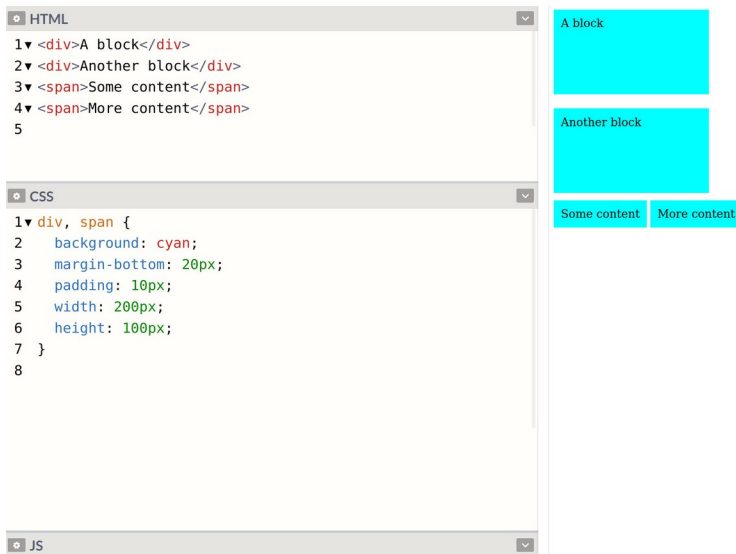 HTML
1▼ <div>A block</div>
2▼ <div>Another block</div>
3▼ <span>Some content</span>
4▼ <span>More content</span>
5
CSS
1▼ div, span {
2 background: cyan;
3 margin-bottom: 20px;
4 padding: 10px;
5 width: 200px;
6 height: 100px;
7 }
8
JS
A block
Another block
Some content More content